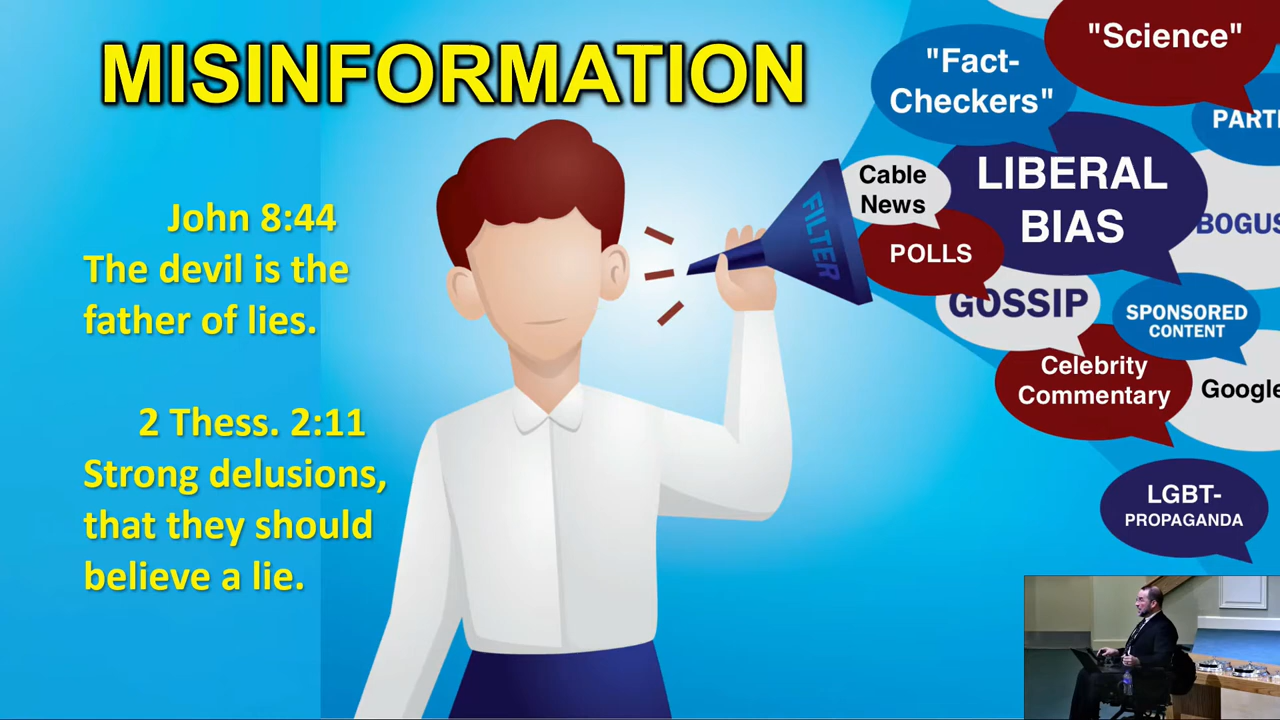 MISINFORMATION
John 8:44
The devil is the
father of lies.
2 Thess. 2:11
Strong delusions,
that they should
believe a lie.
FILTER
"Science"
"Fact-
Checkers"
LIBERAL
BIAS
Cable
News
POLLS
GOSSIP
BOGUS
SPONSORED
CONTENT
Celebrity
Commentary
Google
LGBT-
PROPAGANDA